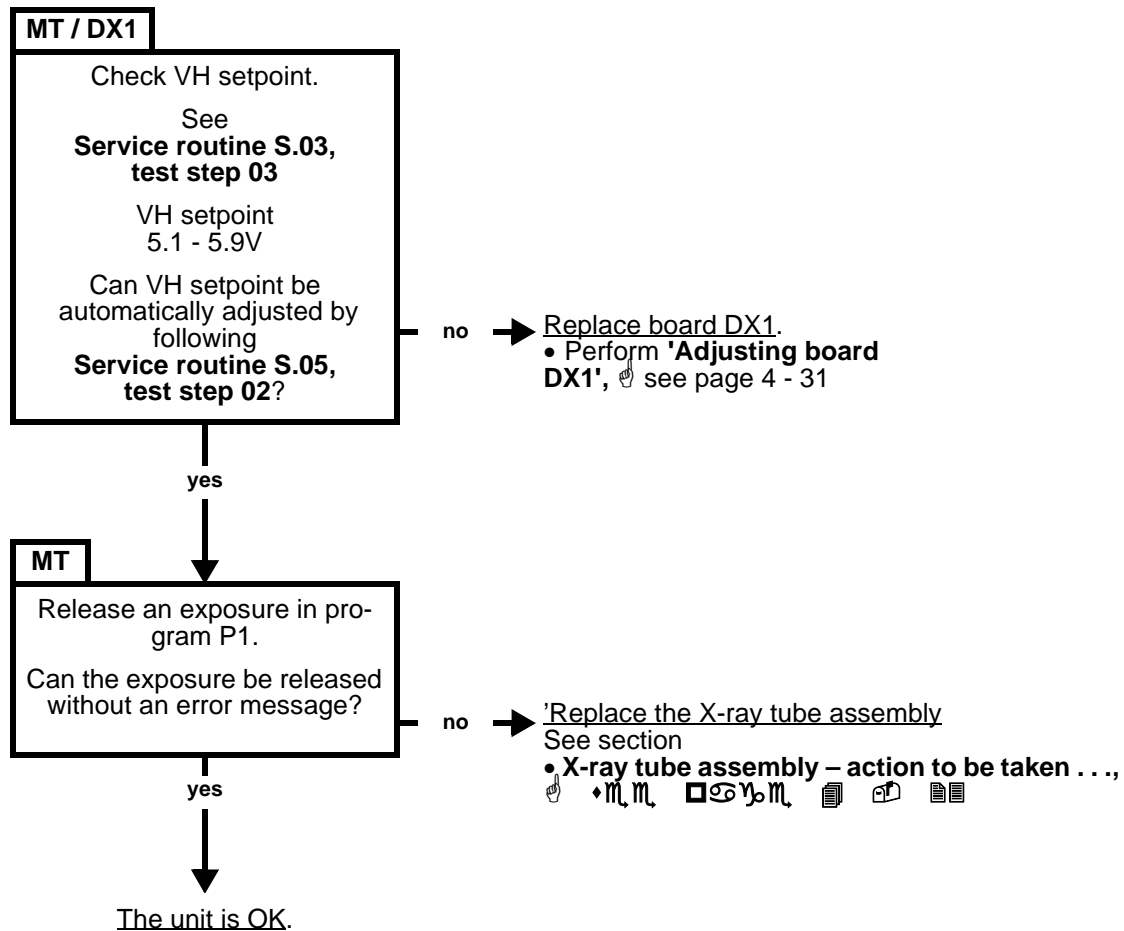 MT / DX1
Check VH setpoint.
See
Service routine S.03,
test step 03
VH setpoint
5.1 - 5.9V
Can VH setpoint be
automatically adjusted by
following
Service routine S.05,
test step 02?
no
Replace board DX1.
• Perform 'Adjusting board
DX1', ☝ see page 4 - 31
yes
MT
Release an exposure in pro-
gram P1.
Can the exposure be released
without an error message?
no
'Replace the X-ray tube assembly
See section
• X-ray tube assembly – action to be taken . . .,
☝ ⬧♏♏ ◻♋♑♏ 🗐 🗊 🖹🗏
yes
The unit is OK.